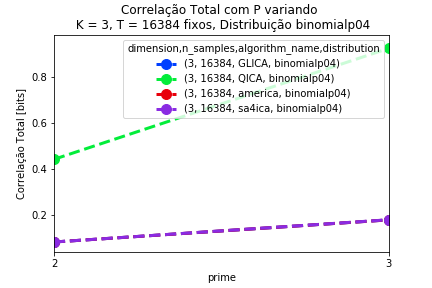 Correlação Total com P variando
K = 3, T = 16384 fixos, Distribuição binomialp04
dimension,n_samples,algorithm_name,distribution
(3, 16384, GLICA, binomialp04)
(3, 16384, QICA, binomialp04)
(3, 16384, america, binomialp04)
(3, 16384, sa4ica, binomialp04)
Correlação Total [bits]
0.8
0.6
0.4
0.2
2
3
prime